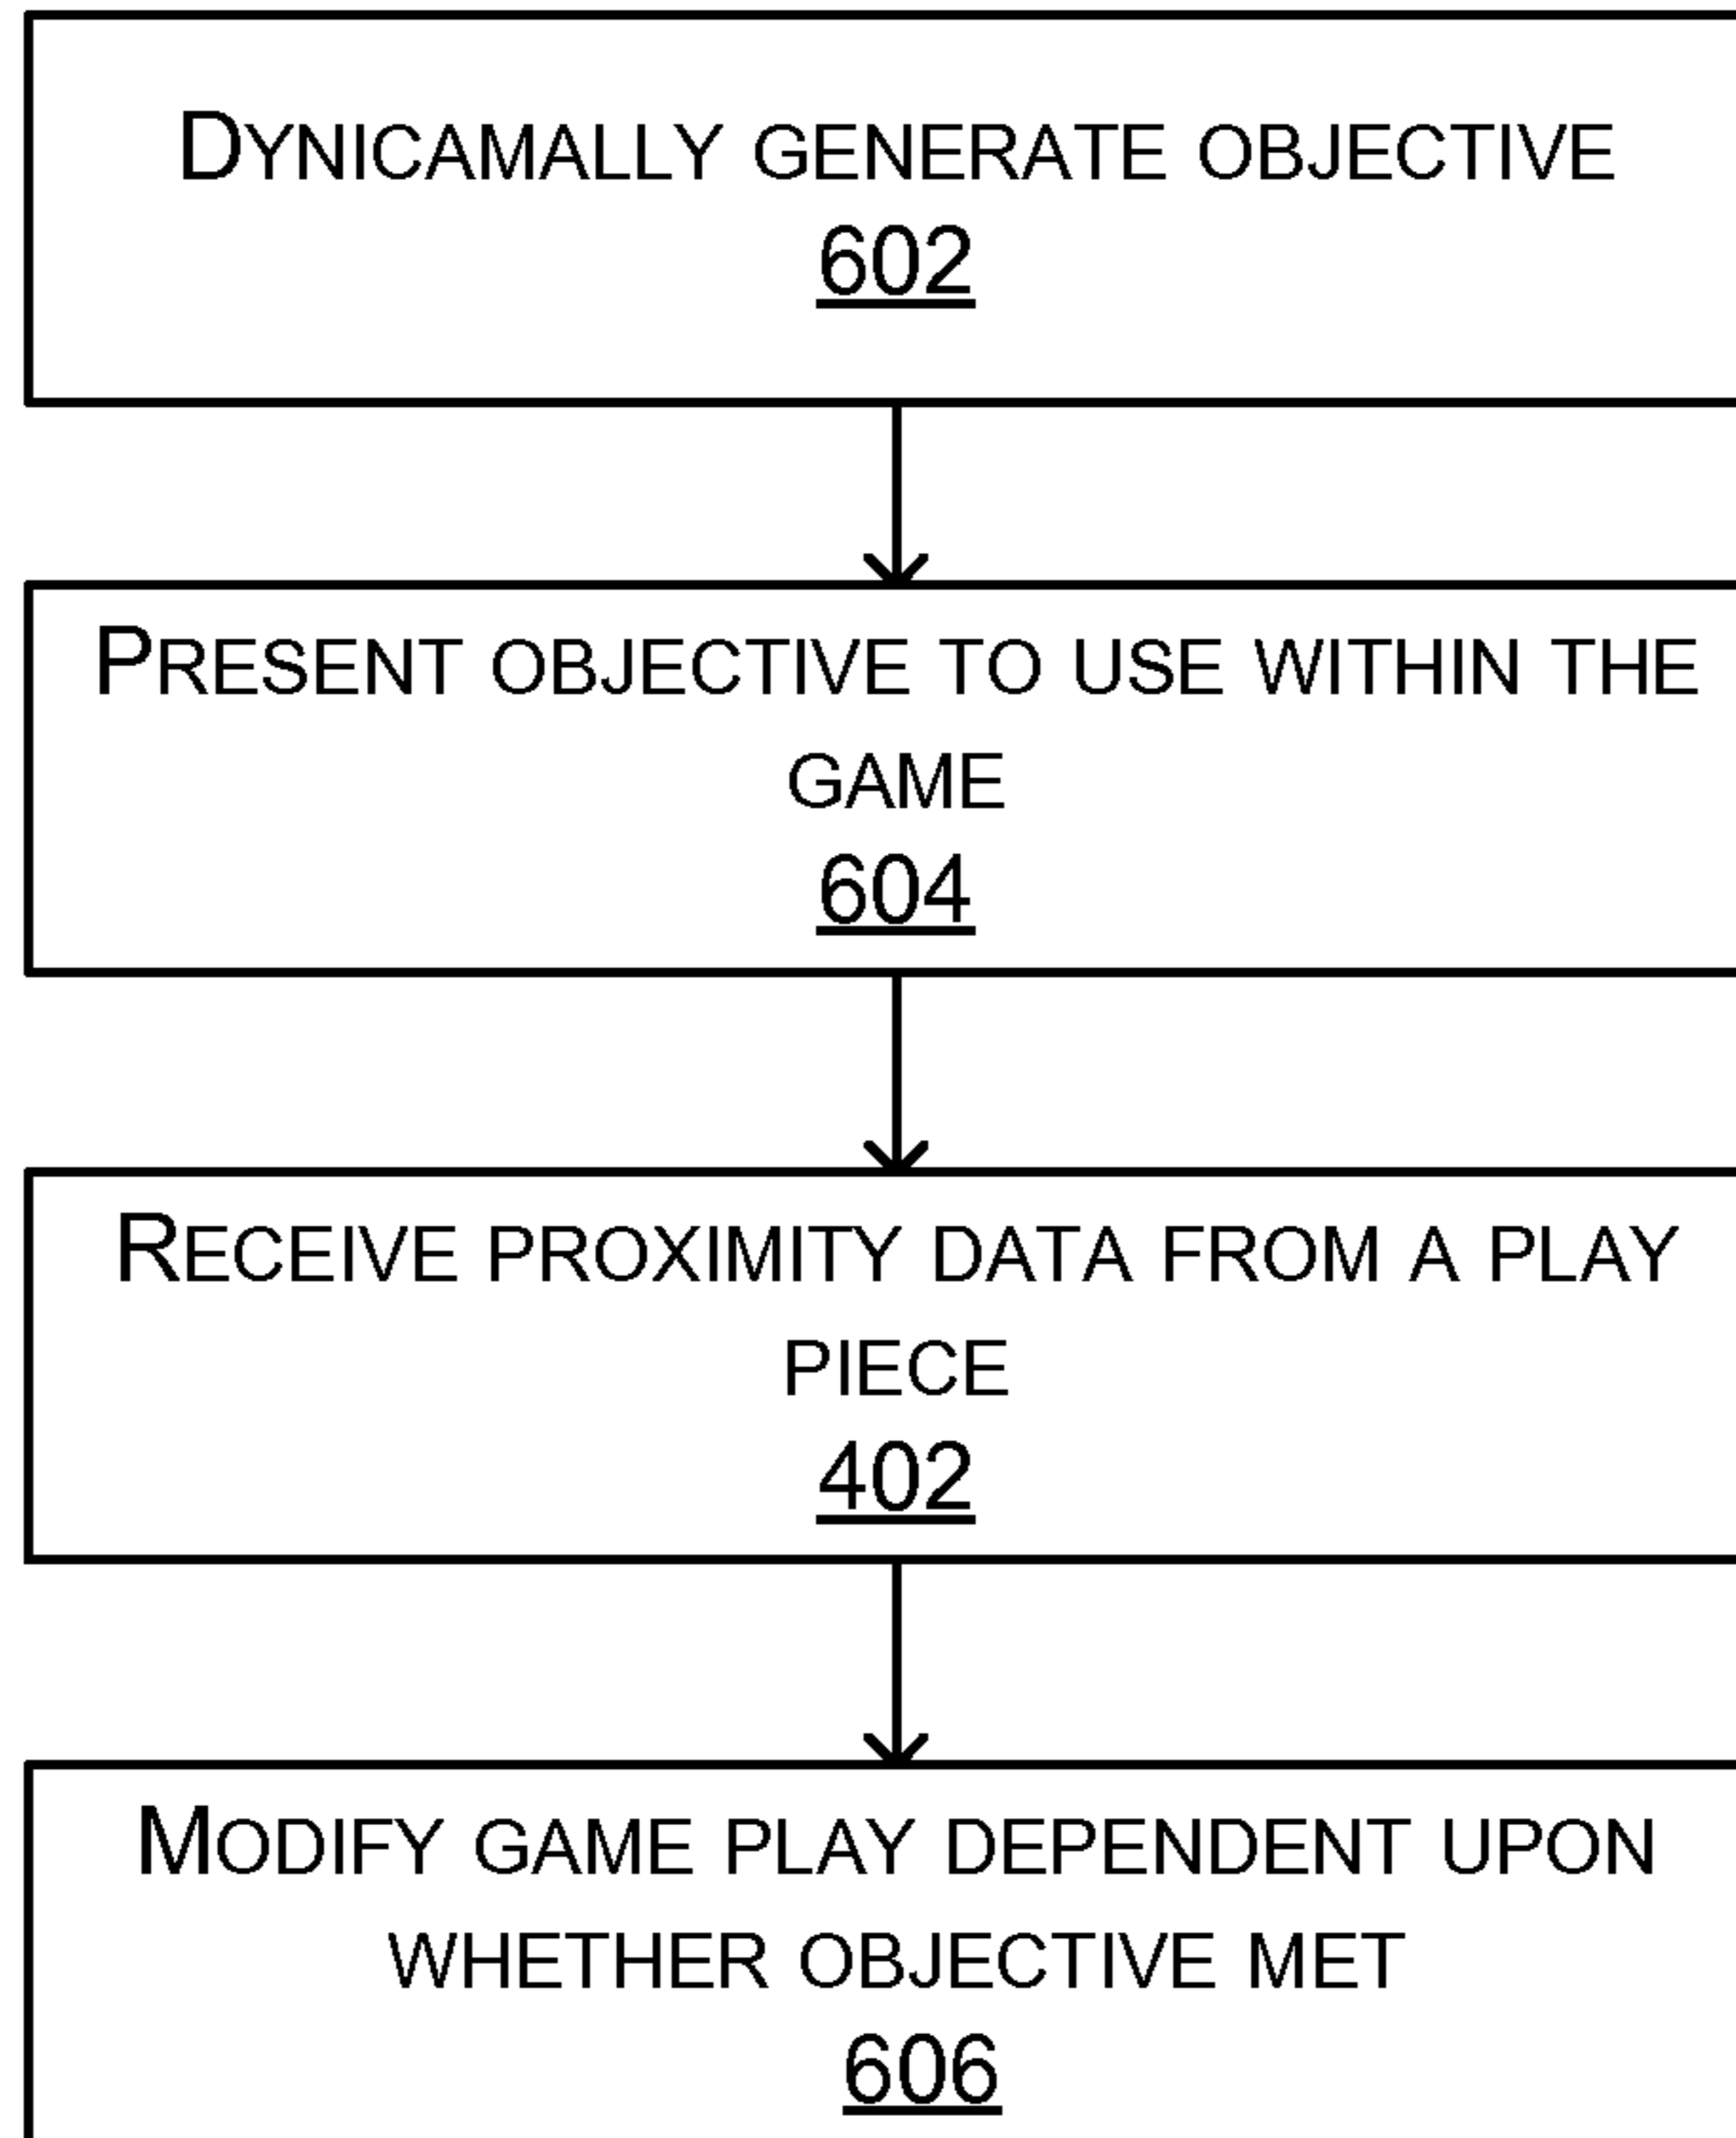 DYNICAMALLY GENERATE OBJECTIVE
602
PRESENT OBJECTIVE TO USE WITHIN THE
GAME
604
RECEIVE PROXIMITY DATA FROM A PLAY
PIECE
402
MODIFY GAME PLAY DEPENDENT UPON
WHETHER OBJECTIVE MET
606